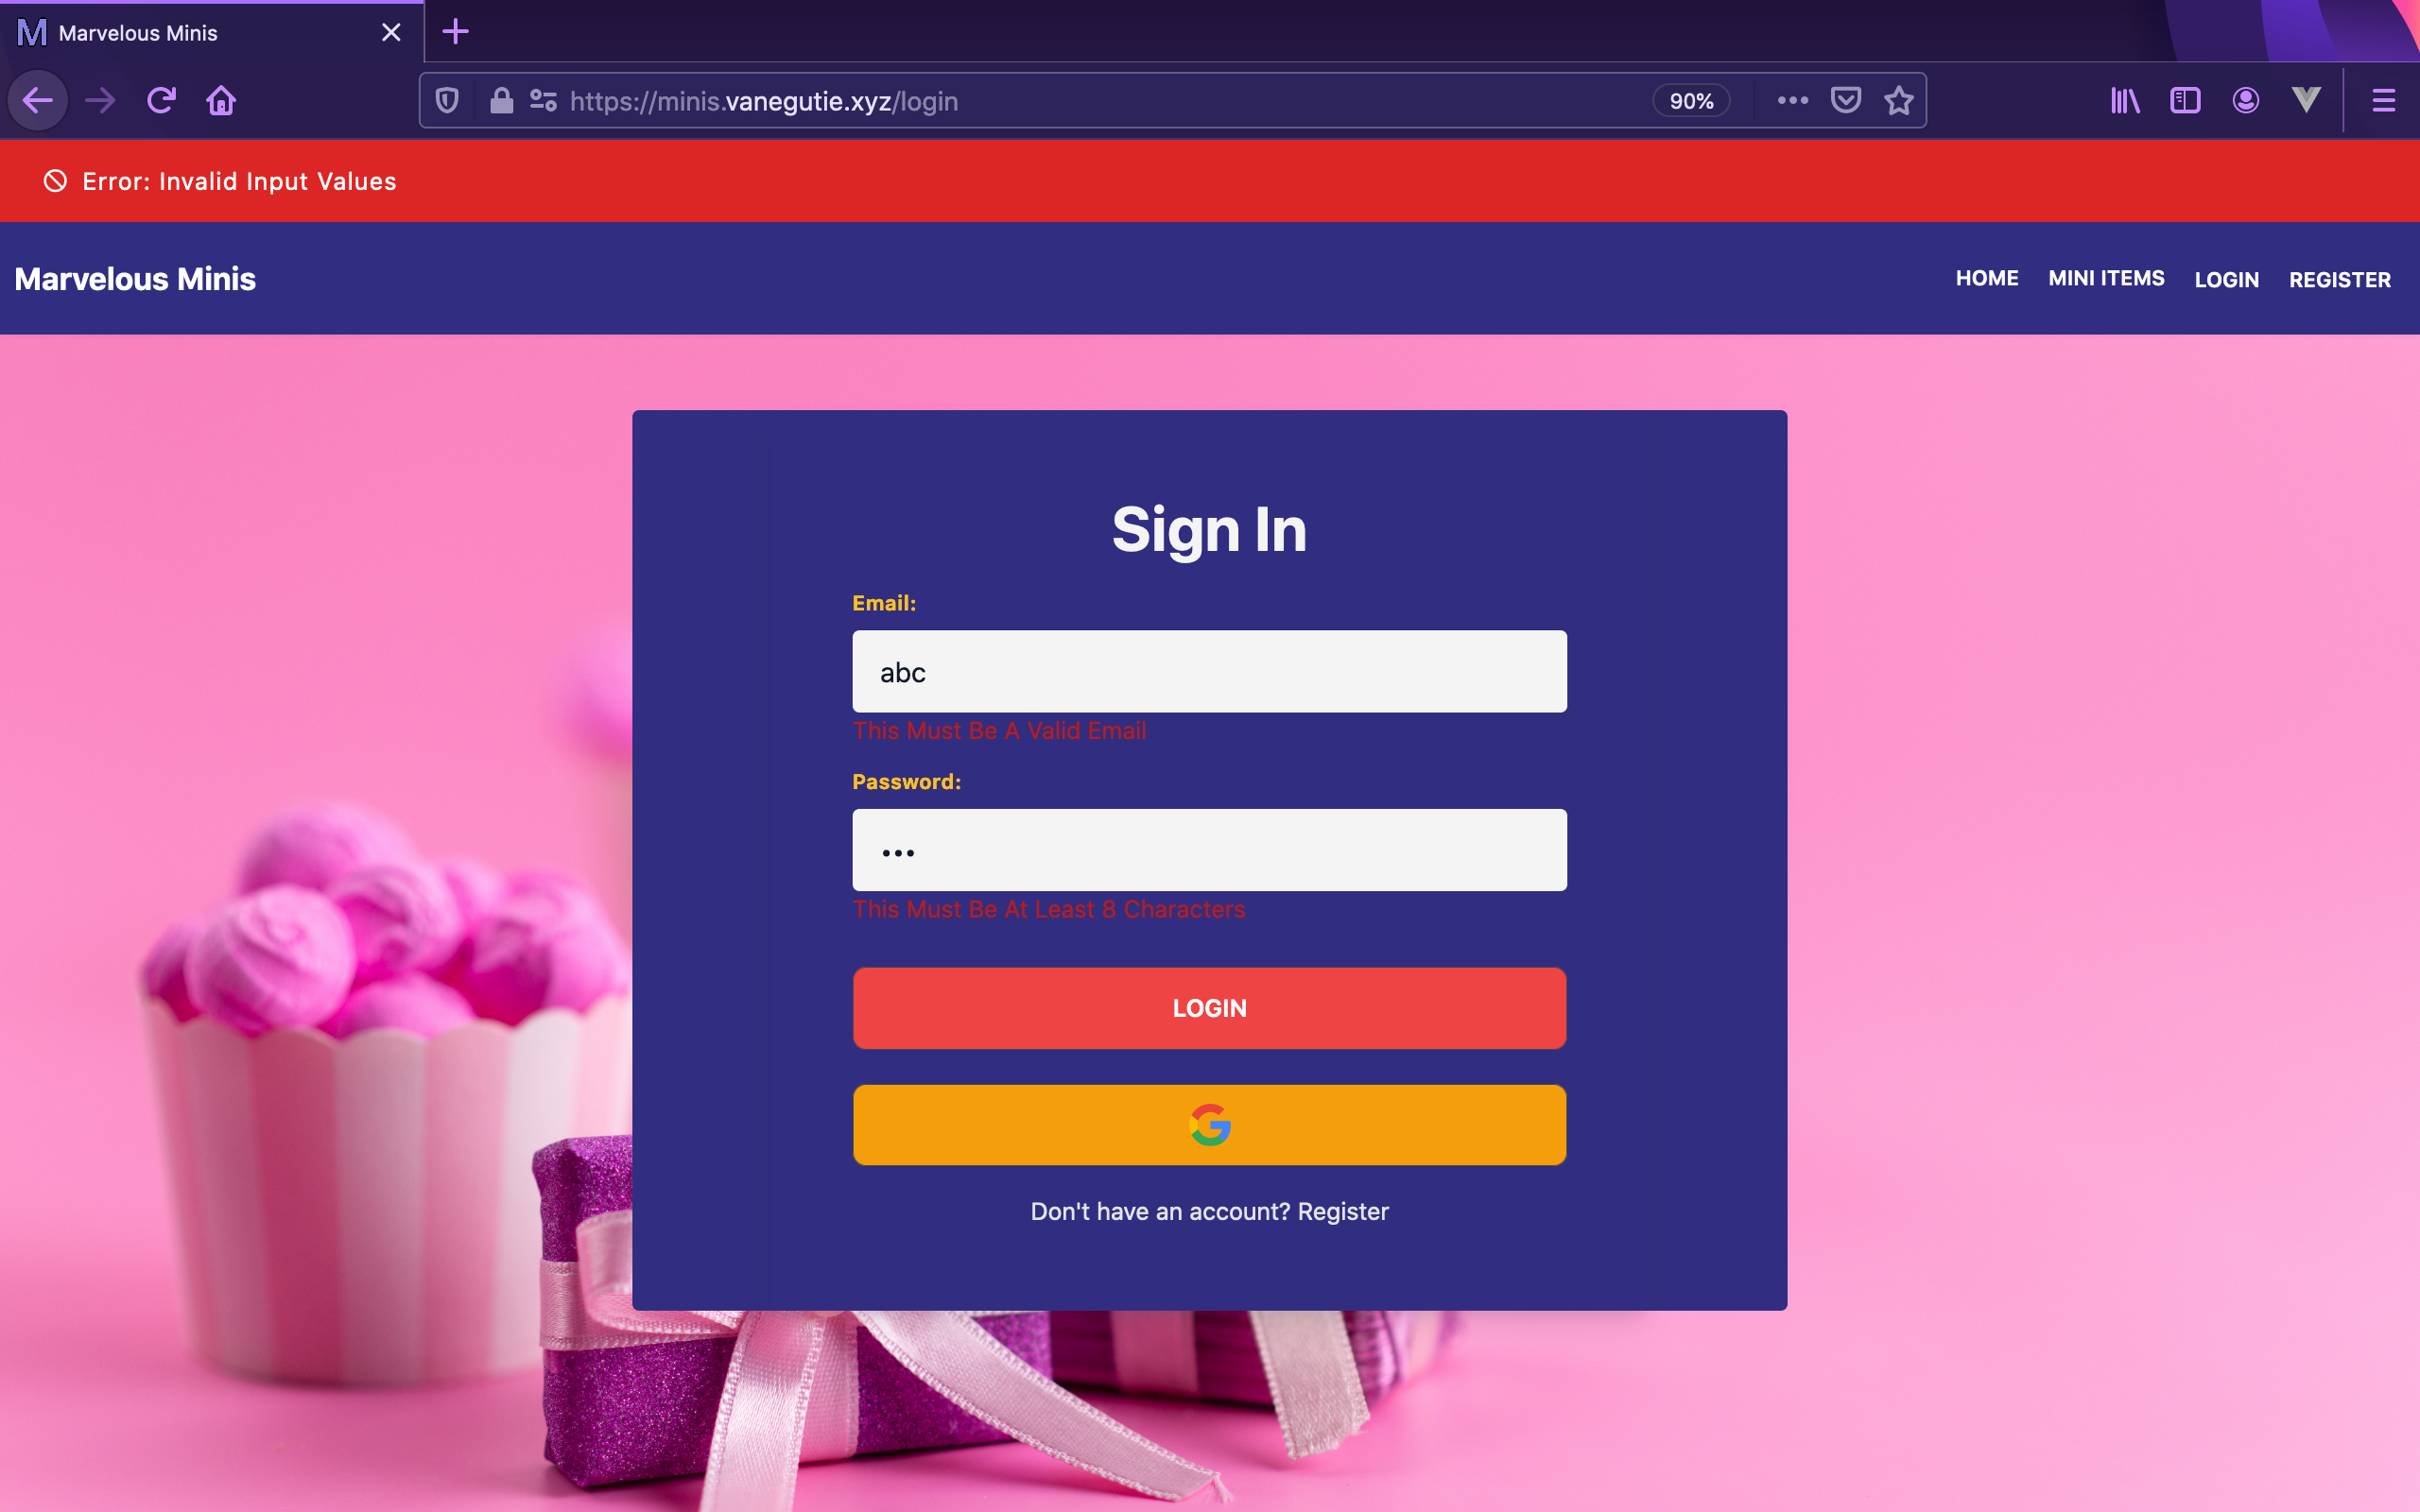 Marvelous Minis
https://minis.vanegutie.xyz/login
90%
Error: Invalid Input Values
Marvelous Minis
HOME MINI ITEMS LOGIN REGISTER
Sign In
Email:
abc
This Must Be A Valid Email
Password:
•••
This Must Be At Least 8 Characters
LOGIN
Don't have an account? Register